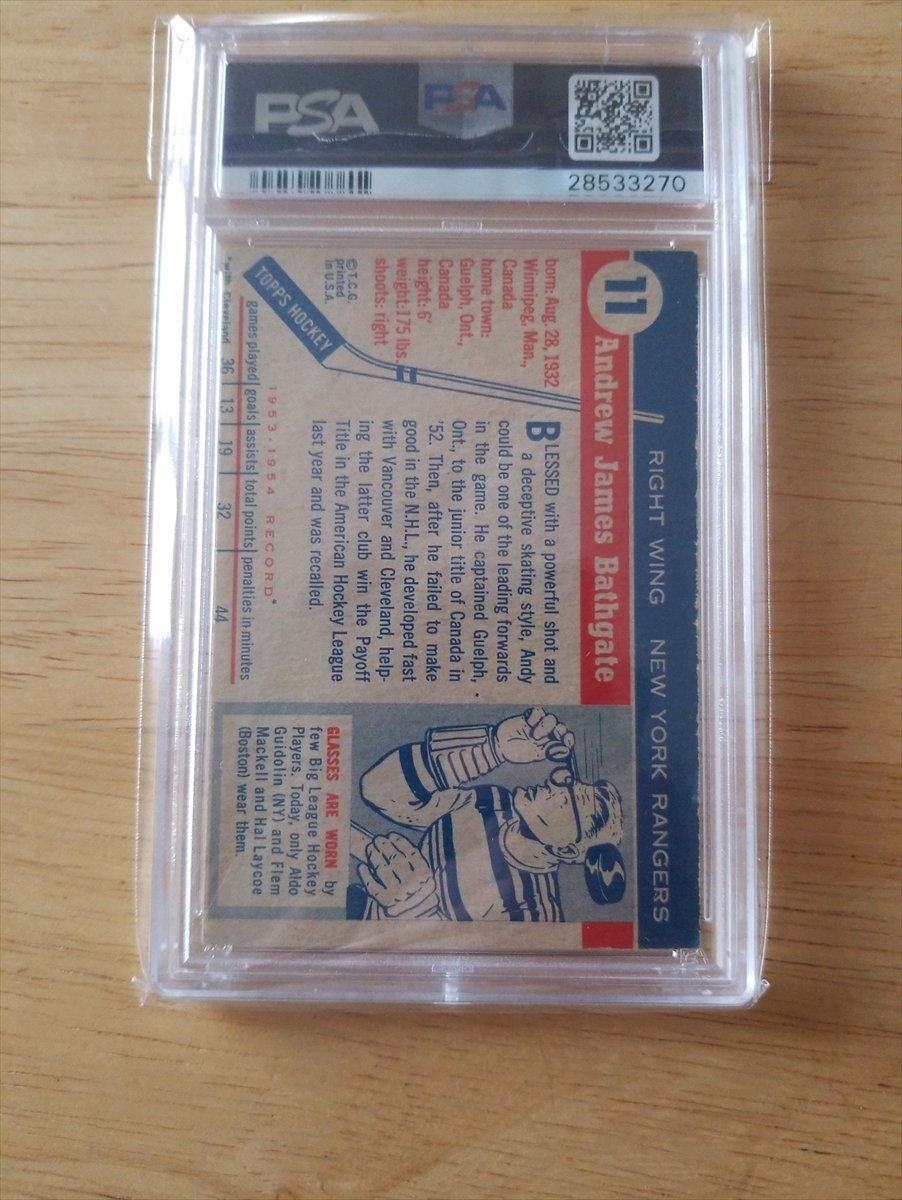 PSA
PSA
28533270
11
RIGHT WING NEW YORK RANGERS
Andrew James Bathgate
born: Aug. 28, 1932
Winnipeg, Man.,
Canada
home town:
Guelph, Ont.,
Canada
height: 6'
weight: 175 lbs.
shoots: right
© T.C.G.
printed
in U.S.A.
TOPPS HOCKEY
BLESSED with a powerful shot and
a deceptive skating style, Andy
could be one of the leading forwards
in the game. He captained Guelph,
Ont., to the junior title of Canada in
'52. Then, after he failed to make
good in the N.H.L., he developed fast
with Vancouver and Cleveland, help-
ing the latter club win the Payoff
Title in the American Hockey League
last year and was recalled.
1953-1954 RECORD*
games played goals assists total points penalties in minutes
36 13 19 32 44
*with Cleveland
GLASSES ARE WORN by
few Big League Hockey
Players. Today, only Aldo
Guidolin (NY) and Flem
Mackell and Hal Laycoe
(Boston) wear them.